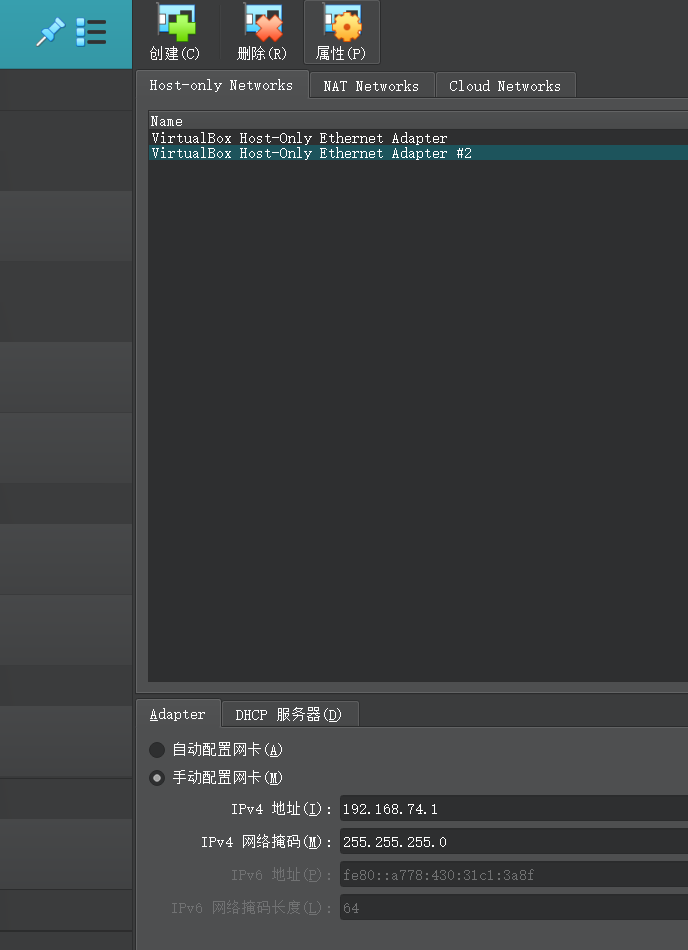 创建(C) 删除(R) 属性(P)
Host-only Networks NAT Networks Cloud Networks
Name
VirtualBox Host-Only Ethernet Adapter
VirtualBox Host-Only Ethernet Adapter #2
Adapter DHCP 服务器(D)
自动配置网卡(A)
手动配置网卡(M)
IPv4 地址(I): 192.168.74.1
IPv4 网络掩码(M): 255.255.255.0
IPv6 地址(P): fe80::a778:430:31c1:3a8f
IPv6 网络掩码长度(L): 64